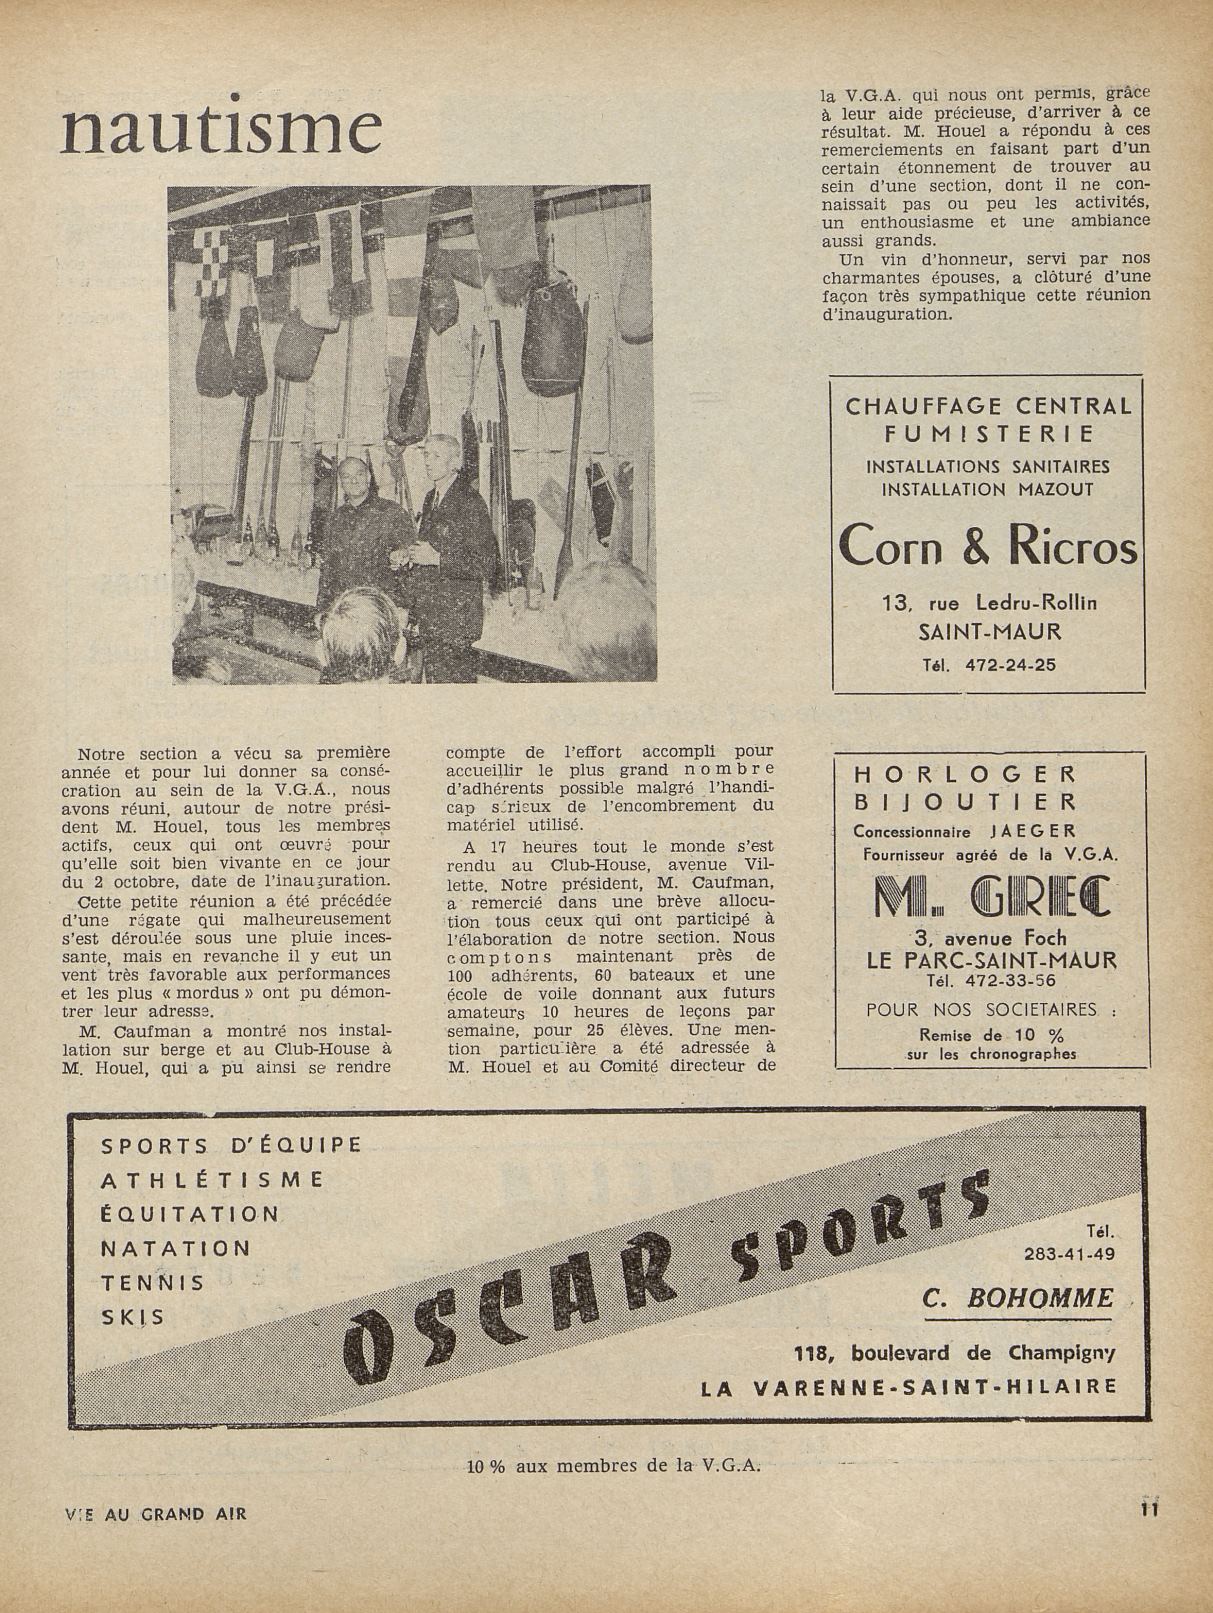 nautisme
Notre section a vécu sa première
année et pour lui donner sa consé-
cration au sein de la V.G.A., nous
avons réuni, autour de notre prési-
dent M. Houel, tous les membres
actifs, ceux qui ont œuvré pour
qu'elle soit bien vivante en ce jour
du 2 octobre, date de l'inauguration.
Cette petite réunion a été précédée
d'une régate qui malheureusement
s'est déroulée sous une pluie inces-
sante, mais en revanche il y eut un
vent très favorable aux performances
et les plus « mordus » ont pu démon-
trer leur adresse.
M. Caufman a montré nos instal-
lation sur berge et au Club-House à
M. Houel, qui a pu ainsi se rendre
compte de l'effort accompli pour
accueillir le plus grand nombre
d'adhérents possible malgré l'handi-
cap sérieux de l'encombrement du
matériel utilisé.
A 17 heures tout le monde s'est
rendu au Club-House, avenue Vil-
lette. Notre président, M. Caufman,
a remercié dans une brève allocu-
tion tous ceux qui ont participé à
l'élaboration de notre section. Nous
comptons maintenant près de
100 adhérents, 60 bateaux et une
école de voile donnant aux futurs
amateurs 10 heures de leçons par
semaine, pour 25 élèves. Une men-
tion particulière a été adressée à
M. Houel et au Comité directeur de
la V.G.A. qui nous ont permis, grâce
à leur aide précieuse, d'arriver à ce
résultat. M. Houel a répondu à ces
remerciements en faisant part d'un
certain étonnement de trouver au
sein d'une section, dont il ne con-
naissait pas ou peu les activités,
un enthousiasme et une ambiance
aussi grands.
Un vin d'honneur, servi par nos
charmantes épouses, a clôturé d'une
façon très sympathique cette réunion
d'inauguration.
CHAUFFAGE CENTRAL
FUMISTERIE
INSTALLATIONS SANITAIRES
INSTALLATION MAZOUT
Corn & Ricros
13, rue Ledru-Rollin
SAINT-MAUR
Tél. 472-24-25
HORLOGER
BIJOUTIER
Concessionnaire JAEGER
Fournisseur agréé de la V.G.A.
M. GREC
3, avenue Foch
LE PARC-SAINT-MAUR
Tél. 472-33-56
POUR NOS SOCIETAIRES :
Remise de 10 %
sur les chronographes
SPORTS D'ÉQUIPE
ATHLÉTISME
ÉQUITATION
NATATION
TENNIS
SKIS
OSCAR SPORTS
Tél.
283-41-49
C. BOHOMME
118, boulevard de Champigny
LA VARENNE-SAINT-HILAIRE
10 % aux membres de la V.G.A.
VIE AU GRAND AIR
11